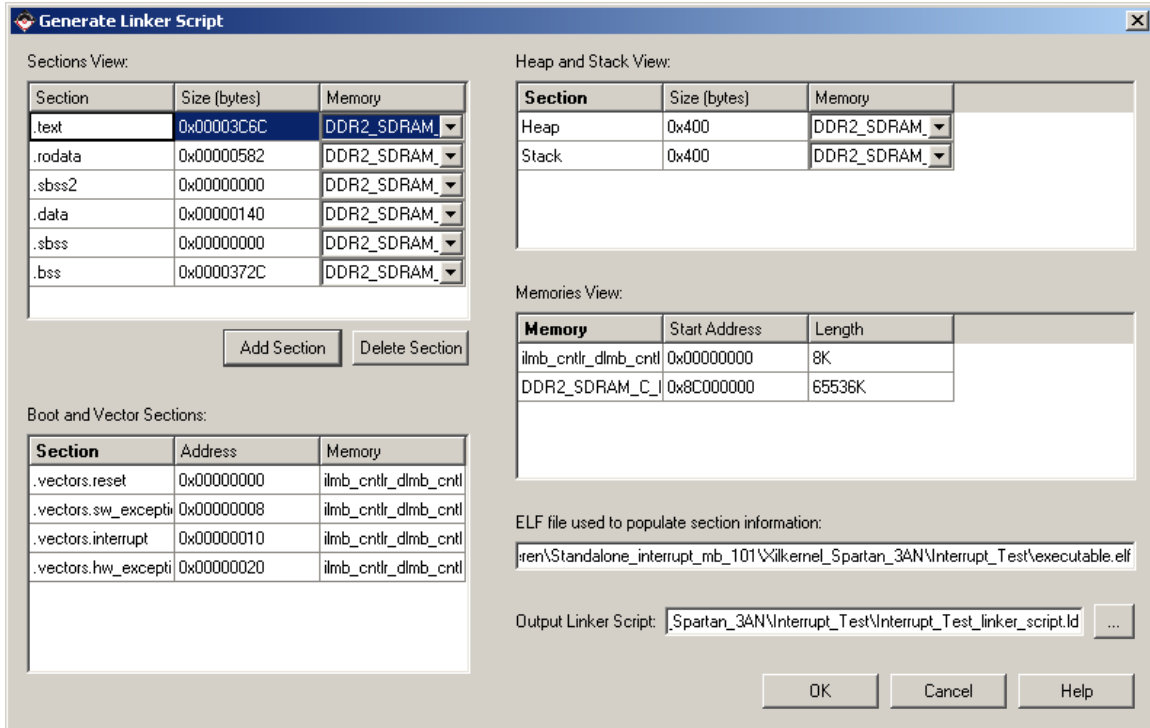 Generate Linker Script
Sections View:
Section Size (bytes) Memory
.text 0x00003C6C DDR2_SDRAM_
.rodata 0x00000582 DDR2_SDRAM_
.sbss2 0x00000000 DDR2_SDRAM_
.data 0x00000140 DDR2_SDRAM_
.sbss 0x00000000 DDR2_SDRAM_
.bss 0x0000372C DDR2_SDRAM_
Add Section Delete Section
Boot and Vector Sections:
Section Address Memory
.vectors.reset 0x00000000 ilmb_cntlr_dlmb_cntl
.vectors.sw_excepti 0x00000008 ilmb_cntlr_dlmb_cntl
.vectors.interrupt 0x00000010 ilmb_cntlr_dlmb_cntl
.vectors.hw_excepti 0x00000020 ilmb_cntlr_dlmb_cntl
Heap and Stack View:
Section Size (bytes) Memory
Heap 0x400 DDR2_SDRAM_
Stack 0x400 DDR2_SDRAM_
Memories View:
Memory Start Address Length
ilmb_cntlr_dlmb_cntl 0x00000000 8K
DDR2_SDRAM_C_ 0x8C000000 65536K
ELF file used to populate section information:
ren\Standalone_interrupt_mb_101\Xilkernel_Spartan_3AN\Interrupt_Test\executable.elf
Output Linker Script: _Spartan_3AN\Interrupt_Test\Interrupt_Test_linker_script.ld ...
OK Cancel Help